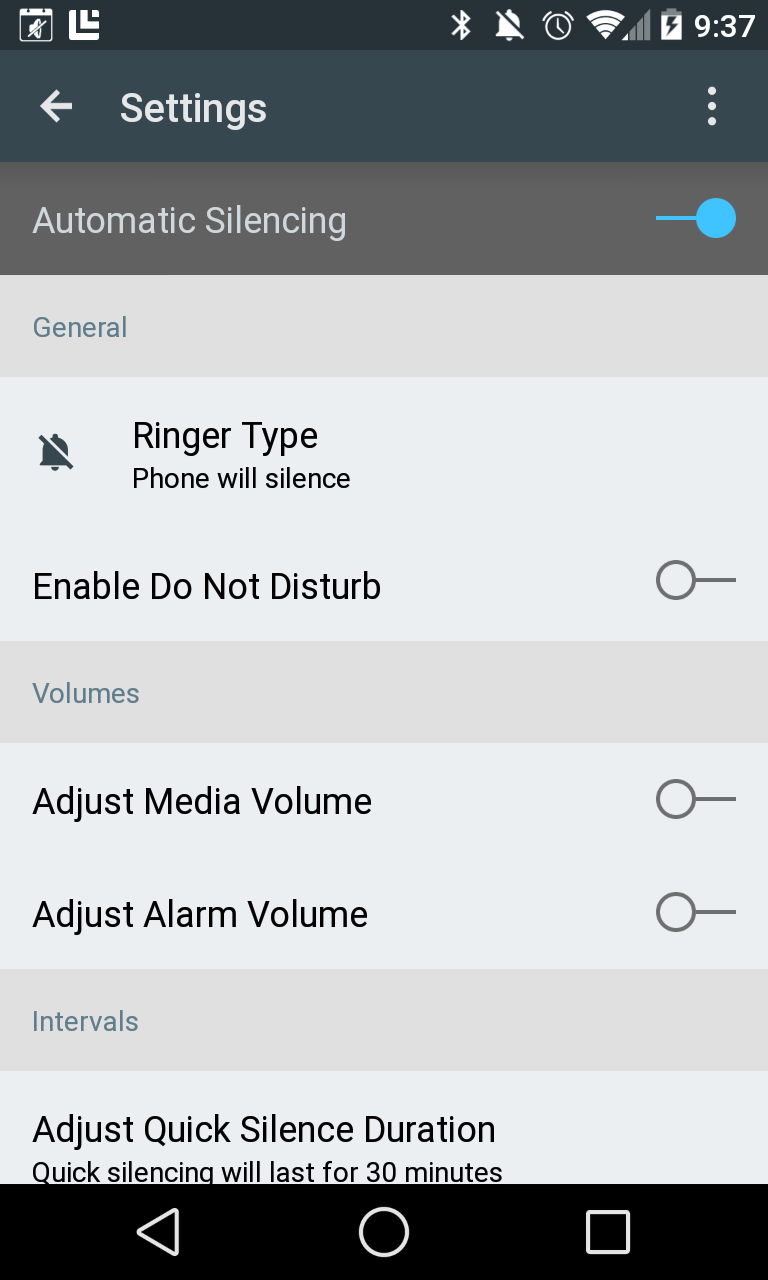 9:37
Settings
Automatic Silencing
General
Ringer Type
Phone will silence
Enable Do Not Disturb
Volumes
Adjust Media Volume
Adjust Alarm Volume
Intervals
Adjust Quick Silence Duration
Quick silencing will last for 30 minutes